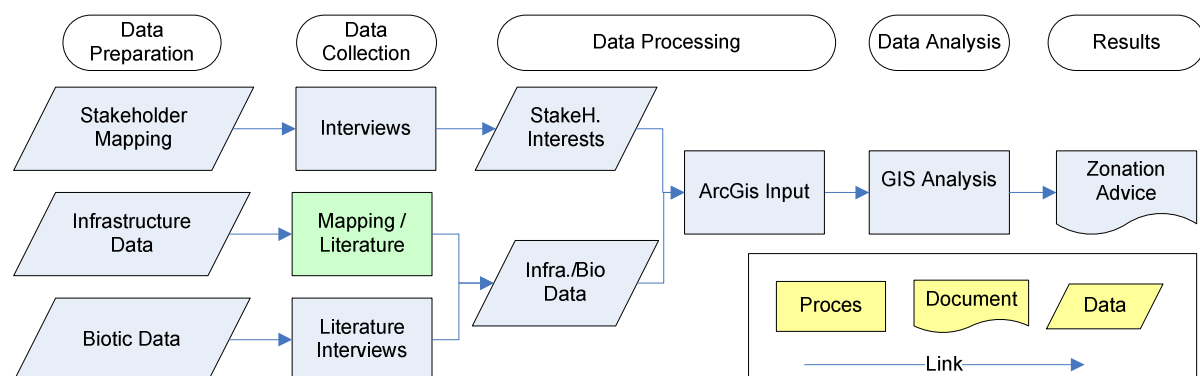 Data
Preparation
Data
Collection
Data Processing
Data Analysis
Results
Stakeholder
Mapping
Interviews
StakeH.
Interests
Infrastructure
Data
Mapping /
Literature
ArcGis Input
GIS Analysis
Zonation
Advice
Biotic Data
Literature
Interviews
Infra./Bio
Data
Proces
Document
Data
Link